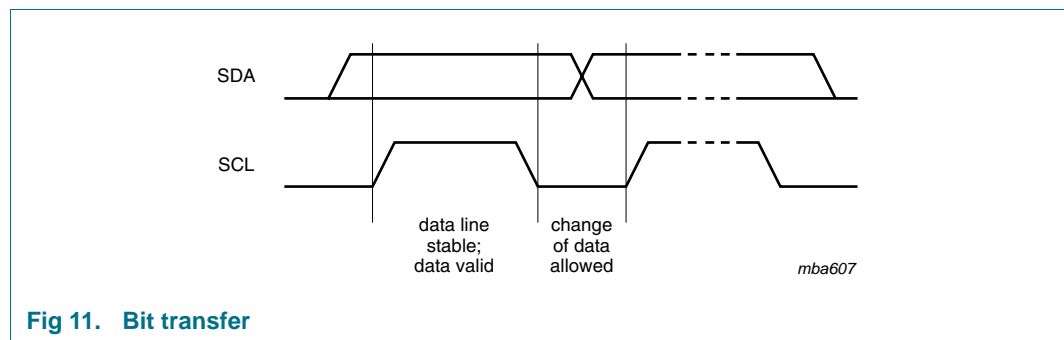 SDA
SCL
data line
stable;
data valid
change
of data
allowed
mba607
Fig 11. Bit transfer